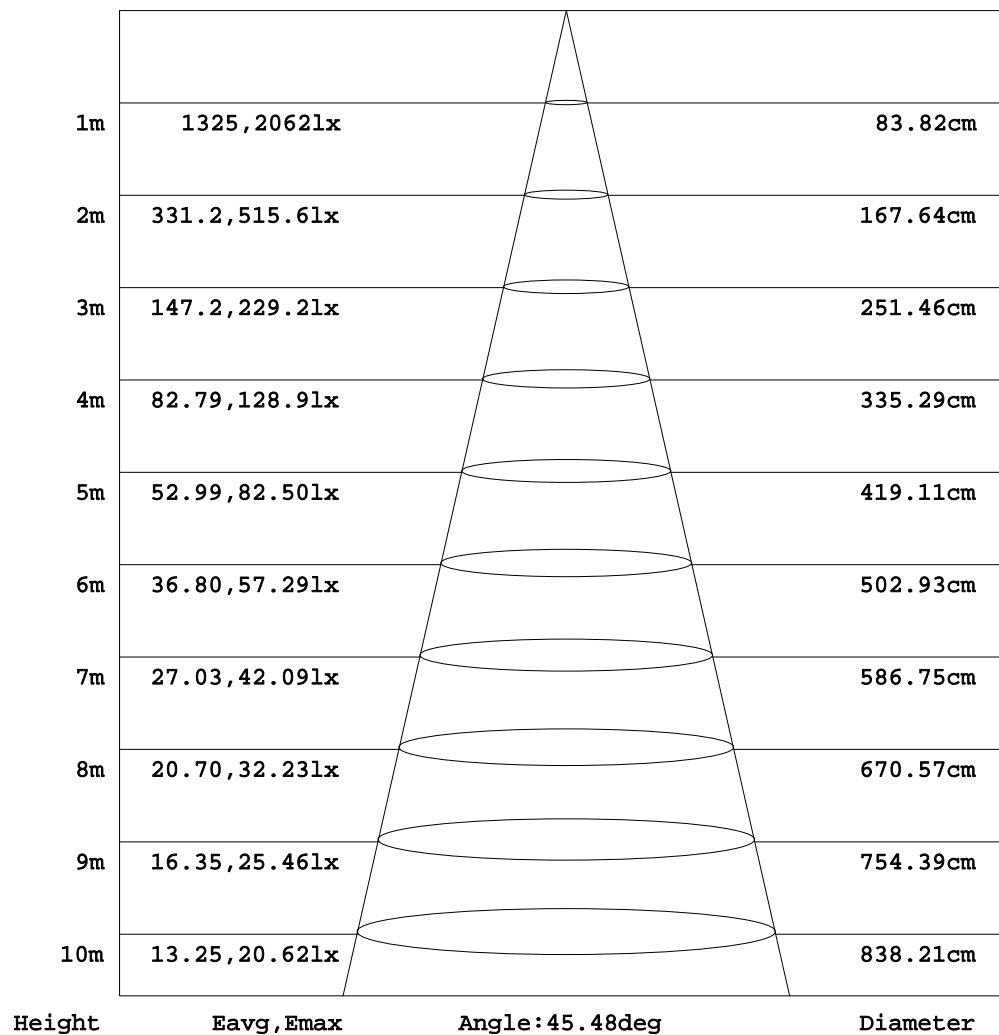 1m 1325,2062lx 83.82cm
2m 331.2,515.6lx 167.64cm
3m 147.2,229.2lx 251.46cm
4m 82.79,128.9lx 335.29cm
5m 52.99,82.50lx 419.11cm
6m 36.80,57.29lx 502.93cm
7m 27.03,42.09lx 586.75cm
8m 20.70,32.23lx 670.57cm
9m 16.35,25.46lx 754.39cm
10m 13.25,20.62lx 838.21cm
Height Eavg,Emax Angle:45.48deg Diameter